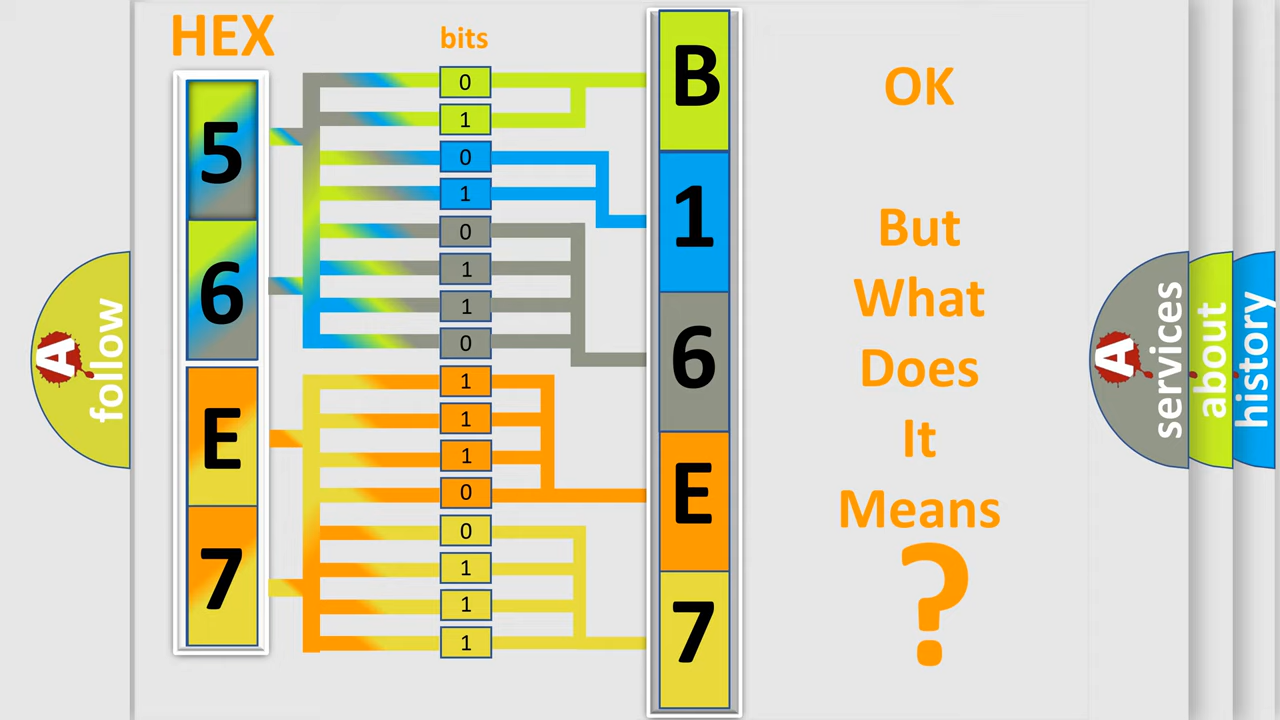 HEX
5
6
E
7
bits
0
1
0
1
0
1
1
0
1
1
1
0
0
1
1
1
B
1
6
E
7
OK
But
What
Does
It
Means
?
A
follow
A
services
about
history